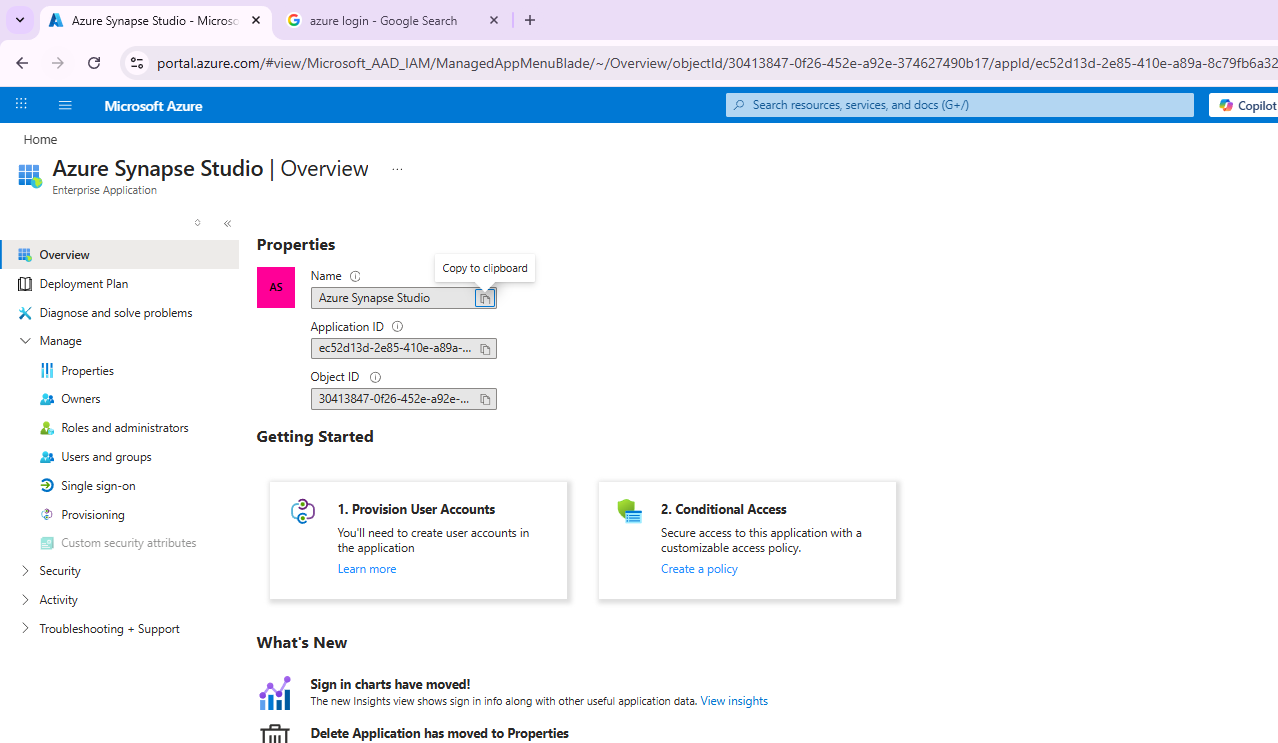 Azure Synapse Studio - Microso
azure login - Google Search
portal.azure.com/#view/Microsoft_AAD_IAM/ManagedAppMenuBlade/~/Overview/objectId/30413847-0f26-452e-a92e-374627490b17/appId/ec52d13d-2e85-410e-a89a-8c79fb6a32
Microsoft Azure
Search resources, services, and docs (G+/)
Copilot
Home
Azure Synapse Studio | Overview ...
Enterprise Application
Overview
Deployment Plan
Diagnose and solve problems
Manage
Properties
Owners
Roles and administrators
Users and groups
Single sign-on
Provisioning
Custom security attributes
Security
Activity
Troubleshooting + Support
Properties
AS
Name
Copy to clipboard
Azure Synapse Studio
Application ID
ec52d13d-2e85-410e-a89a-...
Object ID
30413847-0f26-452e-a92e-...
Getting Started
1. Provision User Accounts
You'll need to create user accounts in
the application
Learn more
2. Conditional Access
Secure access to this application with a
customizable access policy.
Create a policy
What's New
Sign in charts have moved!
The new Insights view shows sign in info along with other useful application data. View insights
Delete Application has moved to Properties